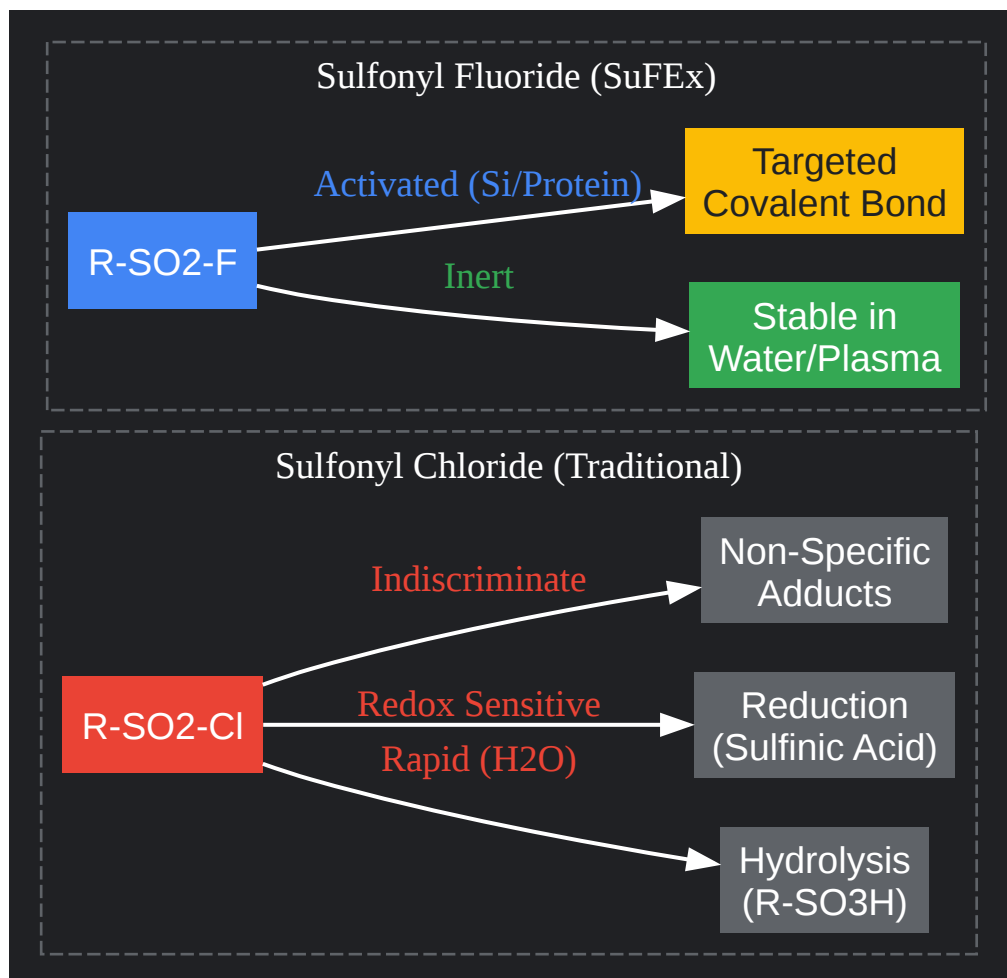 Sulfonyl Fluoride (SuFEx)
Activated (Si/Protein)
Targeted
Covalent Bond
R-SO2-F
Inert
Stable in
Water/Plasma
Sulfonyl Chloride (Traditional)
Indiscriminate
Non-Specific
Adducts
R-SO2-Cl
Redox Sensitive
Reduction
(Sulfinic Acid)
Rapid (H2O)
Hydrolysis
(R-SO3H)